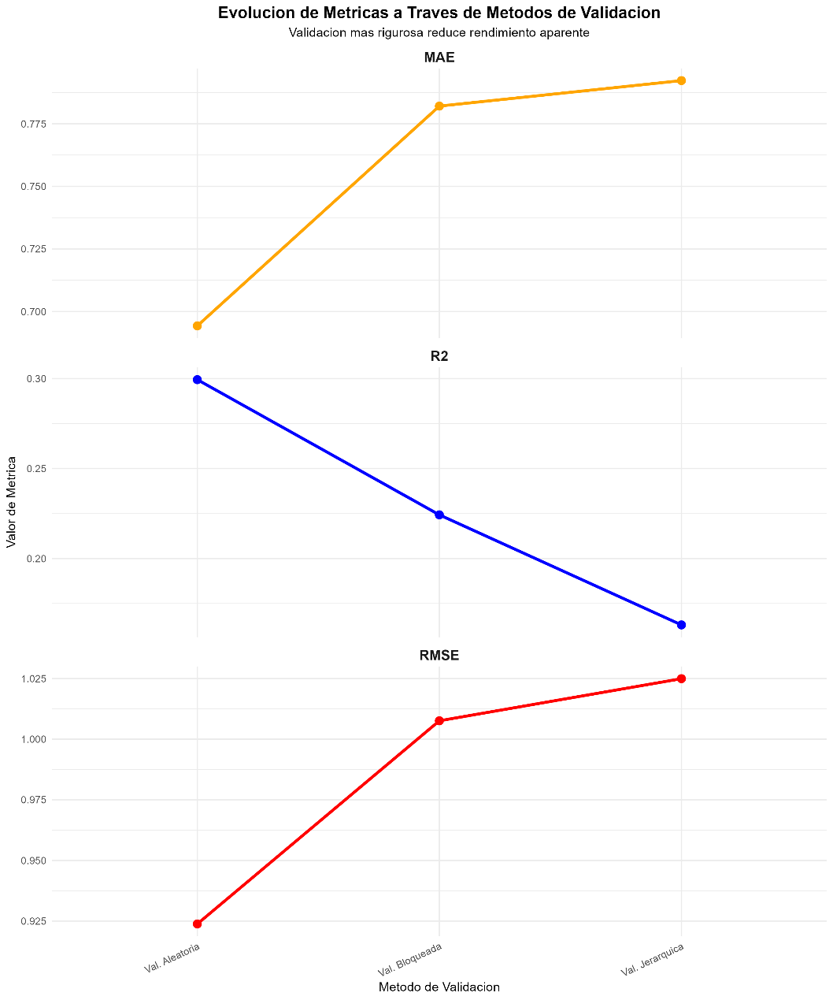 Evolucion de Metricas a Traves de Metodos de Validacion
Validacion mas rigurosa reduce rendimiento aparente
MAE
0.775
0.750
0.725
0.700
R2
0.30
0.25
0.20
Valor de Metrica
RMSE
1.025
1.000
0.975
0.950
0.925
Val. Aleatoria
Val. Bloqueada
Val. Jerarquica
Metodo de Validacion